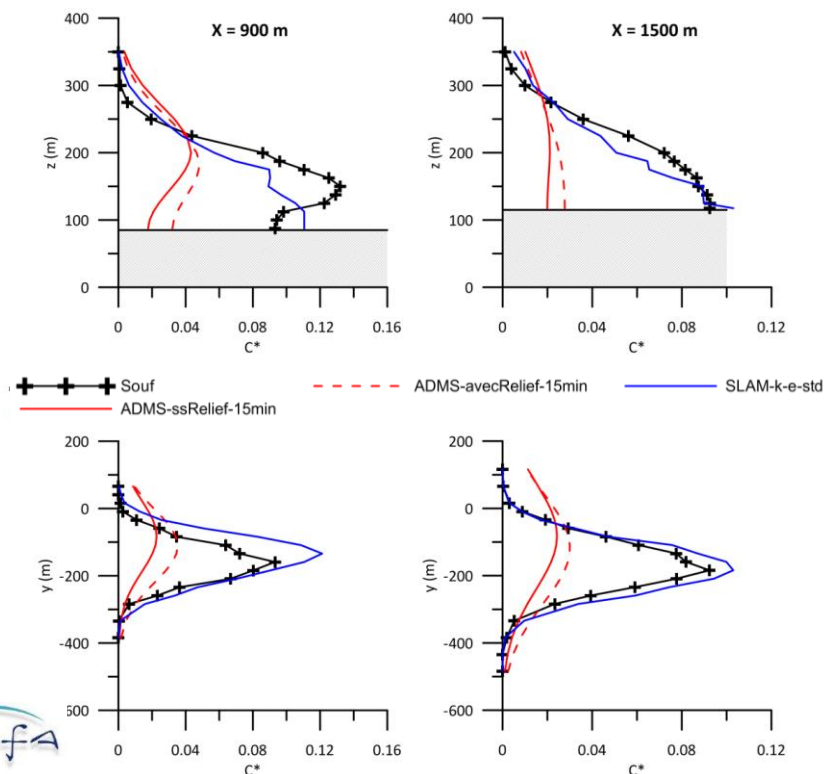 X = 900 m
X = 1500 m
400
300
200
100
0
z (m)
0
0.04
0.08
0.12
0.16
C*
400
300
200
100
0
z (m)
0
0.04
0.08
0.12
C*
Souf
ADMS-avecRelief-15min
SLAM-k-e-std
ADMS-ssRelief-15min
200
0
-200
-400
y (m)
0
0.04
0.08
0.12
0.16
C*
200
0
-200
-400
-600
y (m)
0
0.04
0.08
0.12
C*